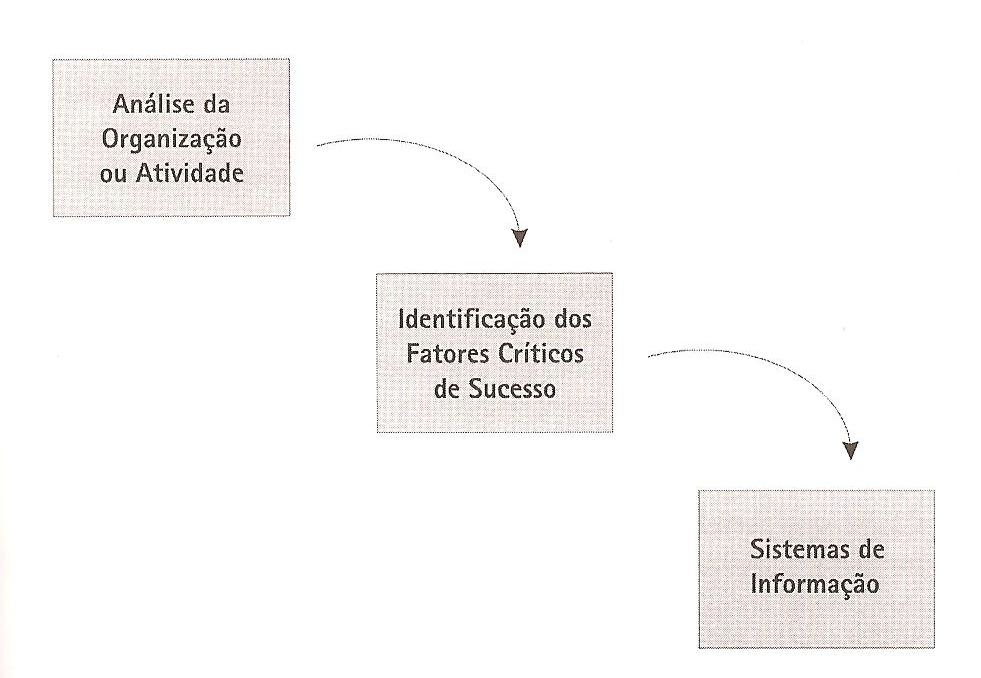 Análise da
Organização
ou Atividade
Identificação dos
Fatores Críticos
de Sucesso
Sistemas de
Informação